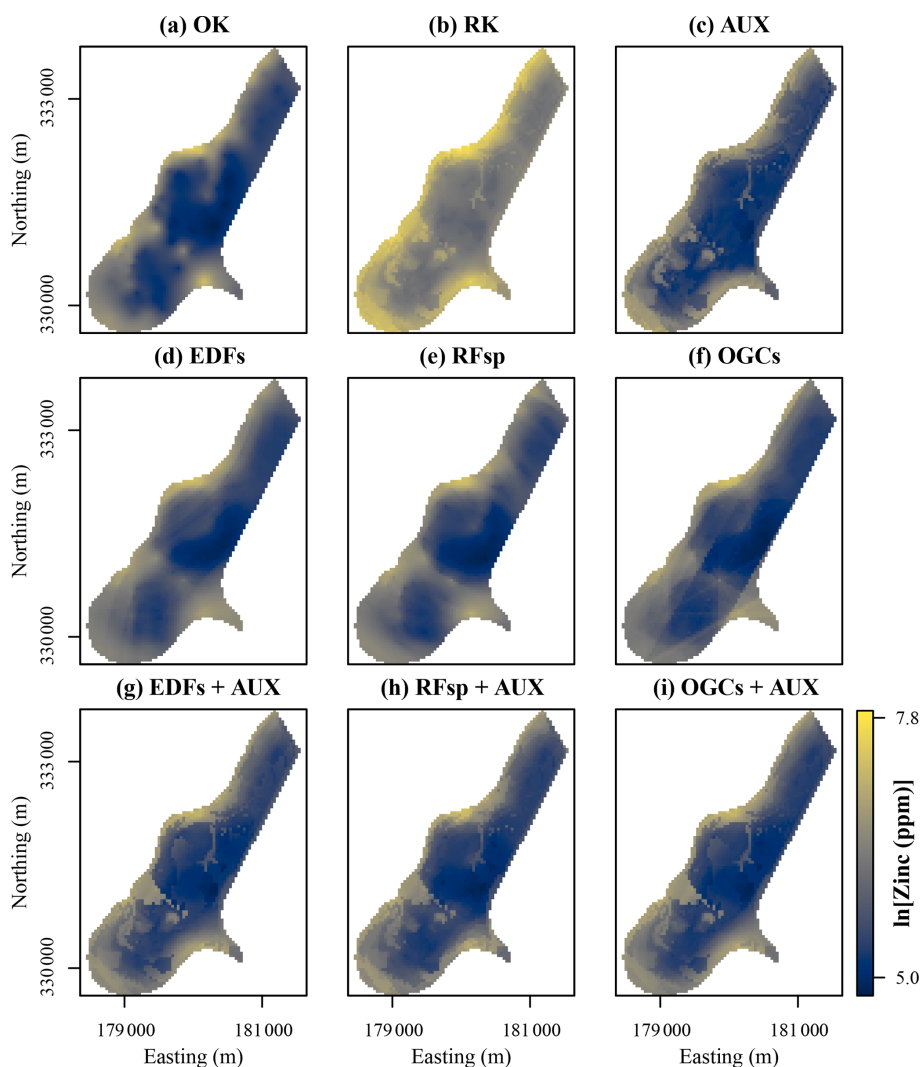 (a) OK
(b) RK
(c) AUX
Northing (m)
333 000
330 000
(d) EDFs
(e) RFsp
(f) OGCs
Northing (m)
333 000
330 000
(g) EDFs + AUX
(h) RFsp + AUX
(i) OGCs + AUX
Northing (m)
333 000
330 000
7.8
ln[Zinc (ppm)]
5.0
179 000
181 000
179 000
181 000
179 000
181 000
Easting (m)
Easting (m)
Easting (m)